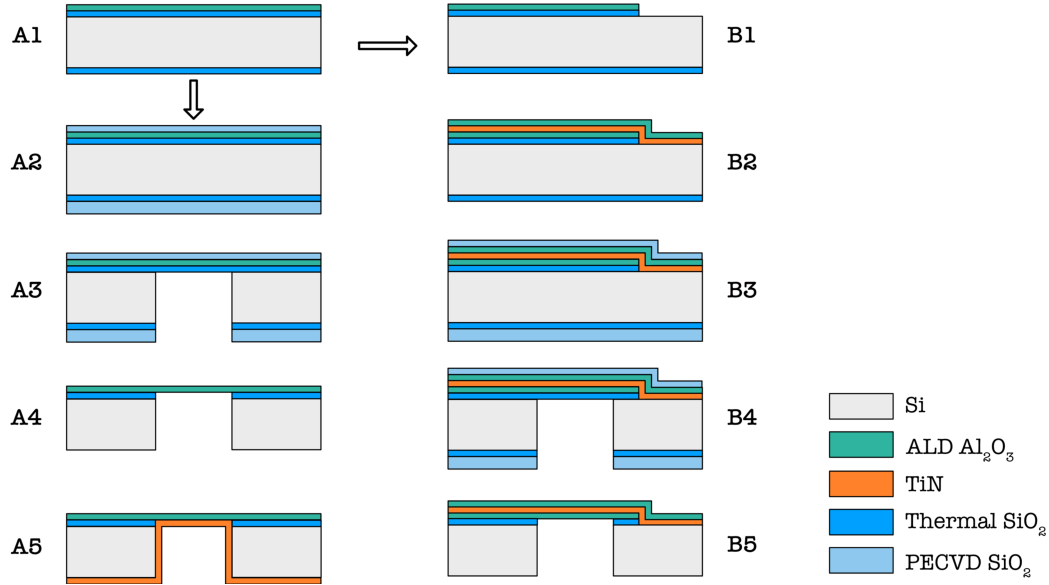 A1
B1
A2
B2
A3
B3
A4
B4
A5
B5
Si
ALD Al₂O₃
TiN
Thermal SiO₂
PECVD SiO₂